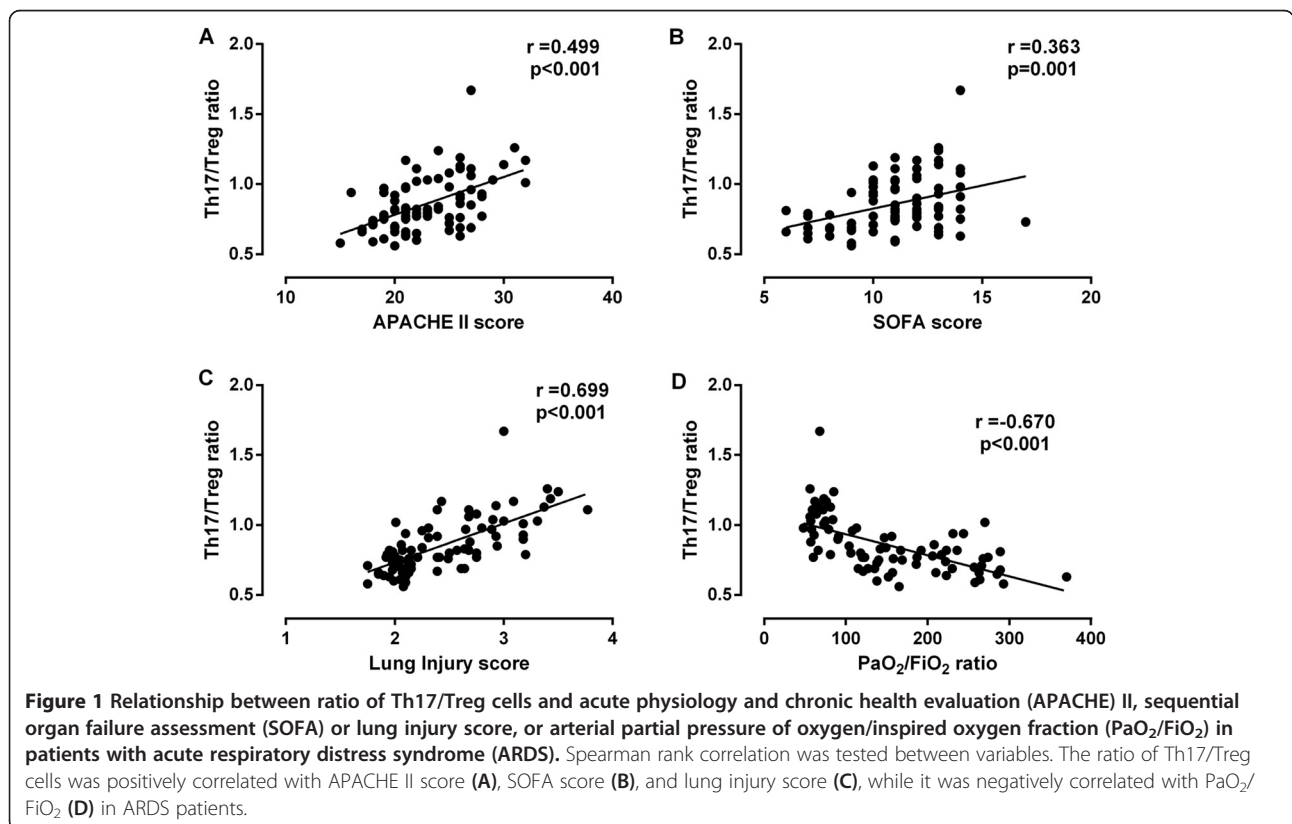 A
r =0.499
p<0.001
2.0
1.5
1.0
0.5
Th17/Treg ratio
10 20 30 40
APACHE II score
B
r =0.363
p=0.001
2.0
1.5
1.0
0.5
Th17/Treg ratio
5 10 15 20
SOFA score
C
r =0.699
p<0.001
2.0
1.5
1.0
0.5
Th17/Treg ratio
1 2 3 4
Lung Injury score
D
r =-0.670
p<0.001
2.0
1.5
1.0
0.5
Th17/Treg ratio
0 100 200 300 400
PaO₂/FiO₂ ratio
Figure 1 Relationship between ratio of Th17/Treg cells and acute physiology and chronic health evaluation (APACHE) II, sequential
organ failure assessment (SOFA) or lung injury score, or arterial partial pressure of oxygen/inspired oxygen fraction (PaO₂/FiO₂) in
patients with acute respiratory distress syndrome (ARDS). Spearman rank correlation was tested between variables. The ratio of Th17/Treg
cells was positively correlated with APACHE II score (A), SOFA score (B), and lung injury score (C), while it was negatively correlated with PaO₂/
FiO₂ (D) in ARDS patients.